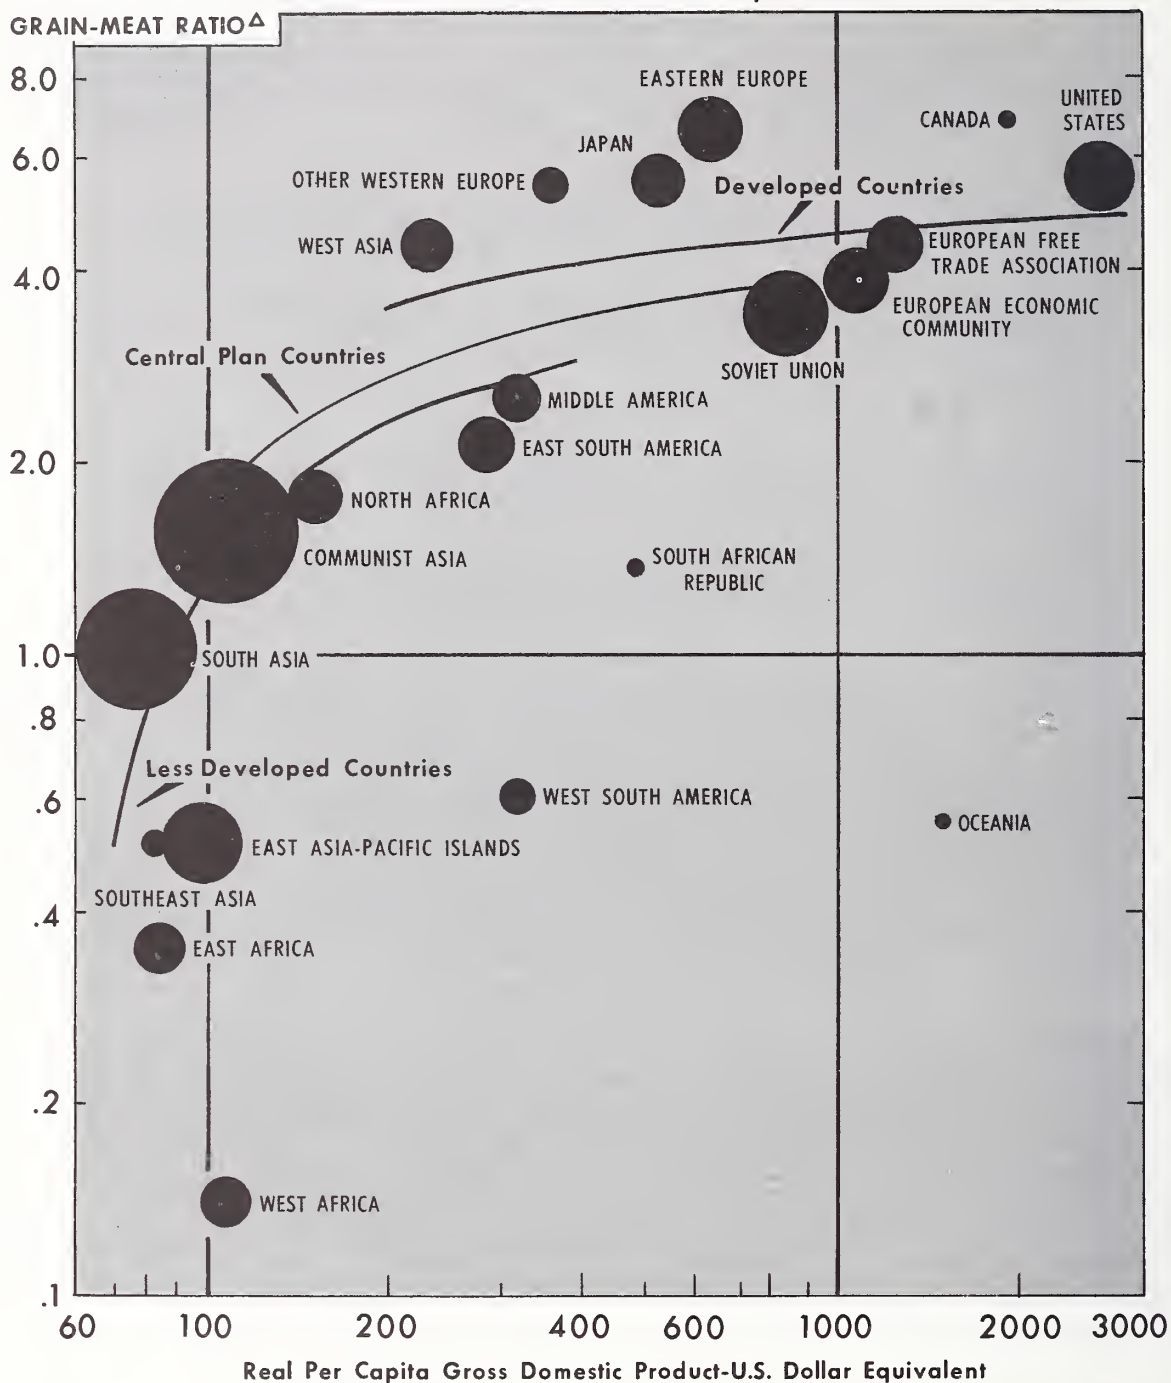 GRAIN-MEAT RATIO Δ
8.0
6.0
4.0
2.0
1.0
.8
.6
.4
.2
.1
EASTERN EUROPE
CANADA
UNITED
STATES
JAPAN
OTHER WESTERN EUROPE
Developed Countries
WEST ASIA
EUROPEAN FREE
TRADE ASSOCIATION
EUROPEAN ECONOMIC
COMMUNITY
Central Plan Countries
SOVIET UNION
MIDDLE AMERICA
EAST SOUTH AMERICA
NORTH AFRICA
COMMUNIST ASIA
SOUTH AFRICAN
REPUBLIC
SOUTH ASIA
Less Developed Countries
WEST SOUTH AMERICA
OCEANIA
EAST ASIA-PACIFIC ISLANDS
SOUTHEAST ASIA
EAST AFRICA
WEST AFRICA
60 100 200 400 600 1000 2000 3000
Real Per Capita Gross Domestic Product-U.S. Dollar Equivalent